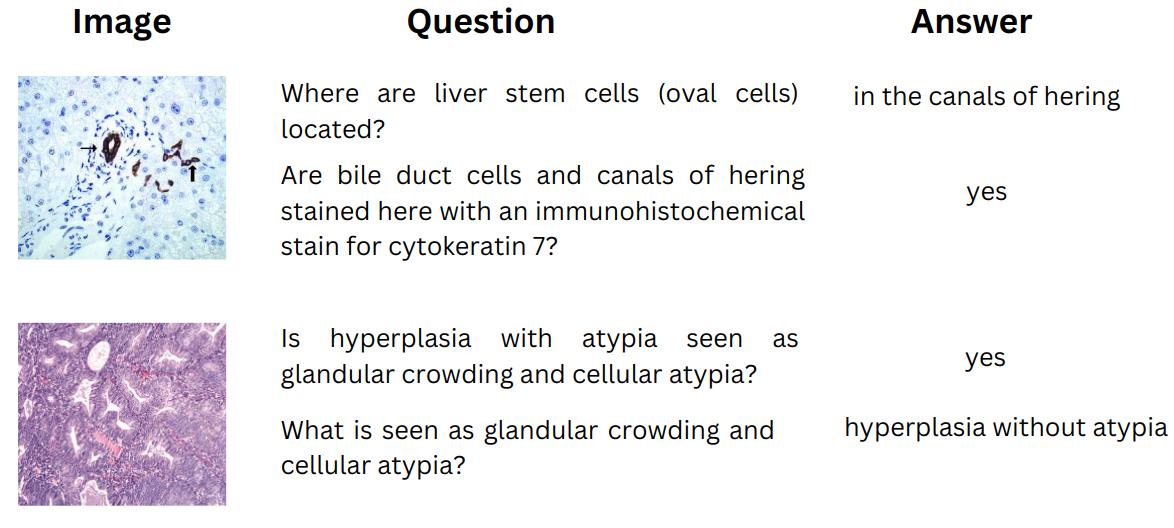 Image Question Answer
Where are liver stem cells (oval cells)
located?
in the canals of hering
Are bile duct cells and canals of hering
stained here with an immunohistochemical
stain for cytokeratin 7?
yes
Is hyperplasia with atypia seen as
glandular crowding and cellular atypia?
yes
What is seen as glandular crowding and
cellular atypia?
hyperplasia without atypia